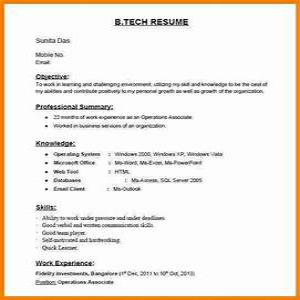 B.TECH RESUME
Sunita Das
Mobile No.
Email:
Objective:
To work in learning and challenging environment, utilizing my skill and knowledge to be the best of
my abilities and contribute positively to my personal growth as well as growth of the organization.
Professional Summary:
• 22 months of work experience as an Operations Associate
• Worked in business services of an organization.
Knowledge:
• Operating System : Windows 2000, Windows XP, Windows Vista
• Microsoft Office : Ms-Word, Ms-Excel, Ms-PowerPoint
• Web Tool : HTML
• Databases : Ms-Access, SQL Server 2005
• Email Client : Ms-Outlook
Skills:
• Ability to work under pressure and under deadlines
• Good verbal and written communication skills
• Good team player.
• Self-motivated and hardworking
• Quick Learner.
Work Experience:
Fidelity Investments, Bangalore (1st Dec, 2011 to 1st Oct, 2013)
Position: Operations Associate